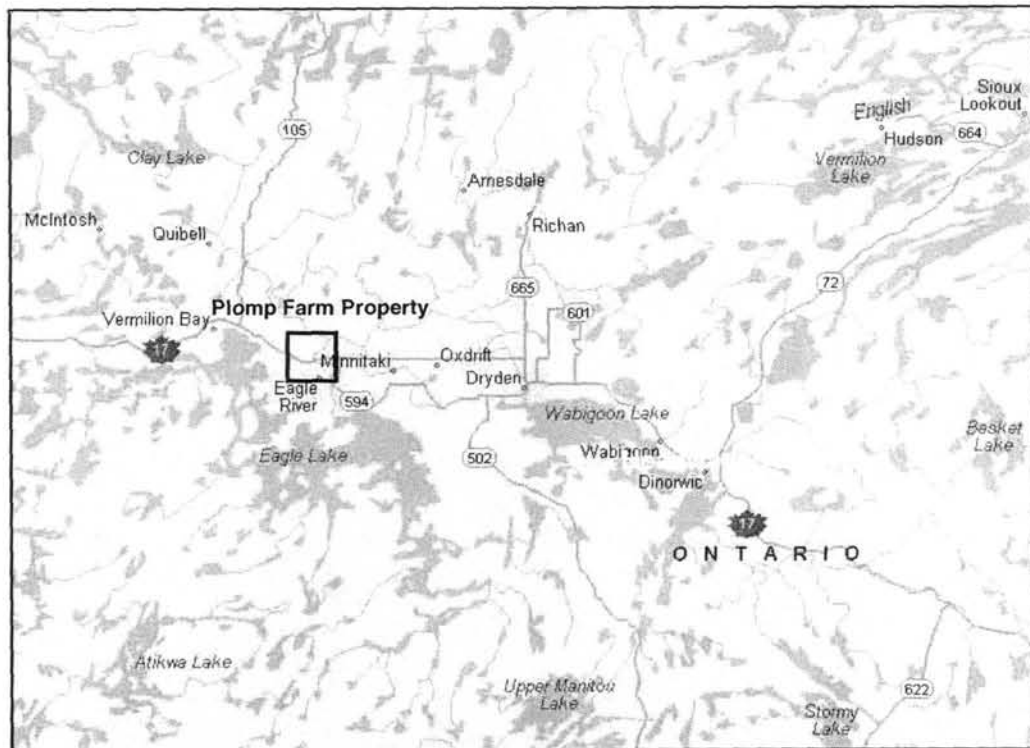 Sioux
Lookout
English
105
Hudson
664
Clay Lake
Vermilion
Lake
Arnesdale
McIntosh
Richan
Quibell
72
665
Plomp Farm Property
601
Vermilion Bay
17
Minnitaki
Oxdrift
Eagle
River
Dryden
594
Wabigoon Lake
Basket
Lake
Eagle Lake
502
Wabigoon
Dinorwic
17
ONTARIO
Atikwa Lake
Upper Manitou
Lake
622
Stormy
Lake